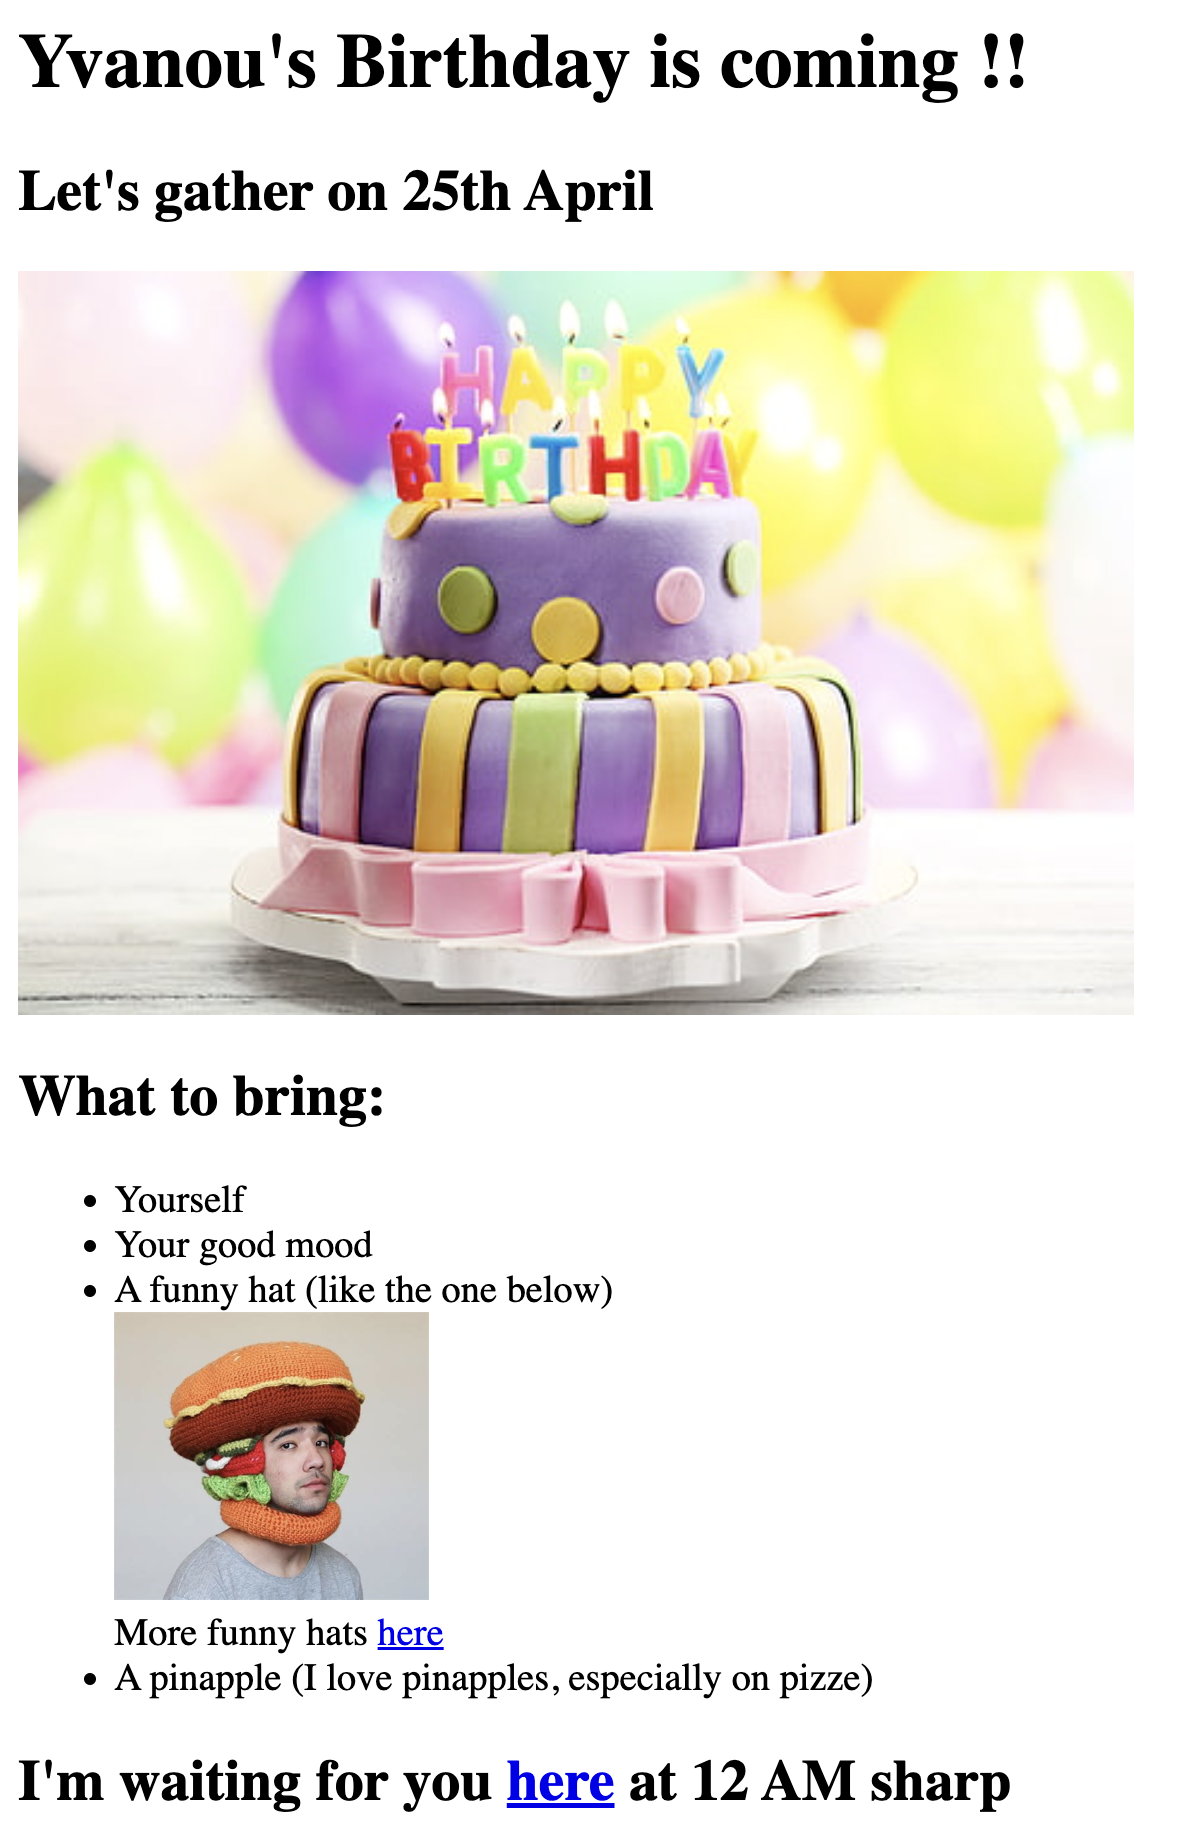 Yvanou's Birthday is coming !!
Let's gather on 25th April
HAPPY
BIRTHDAY
What to bring:
Yourself
Your good mood
A funny hat (like the one below)
More funny hats here
A pinapple (I love pinapples, especially on pizze)
I'm waiting for you here at 12 AM sharp